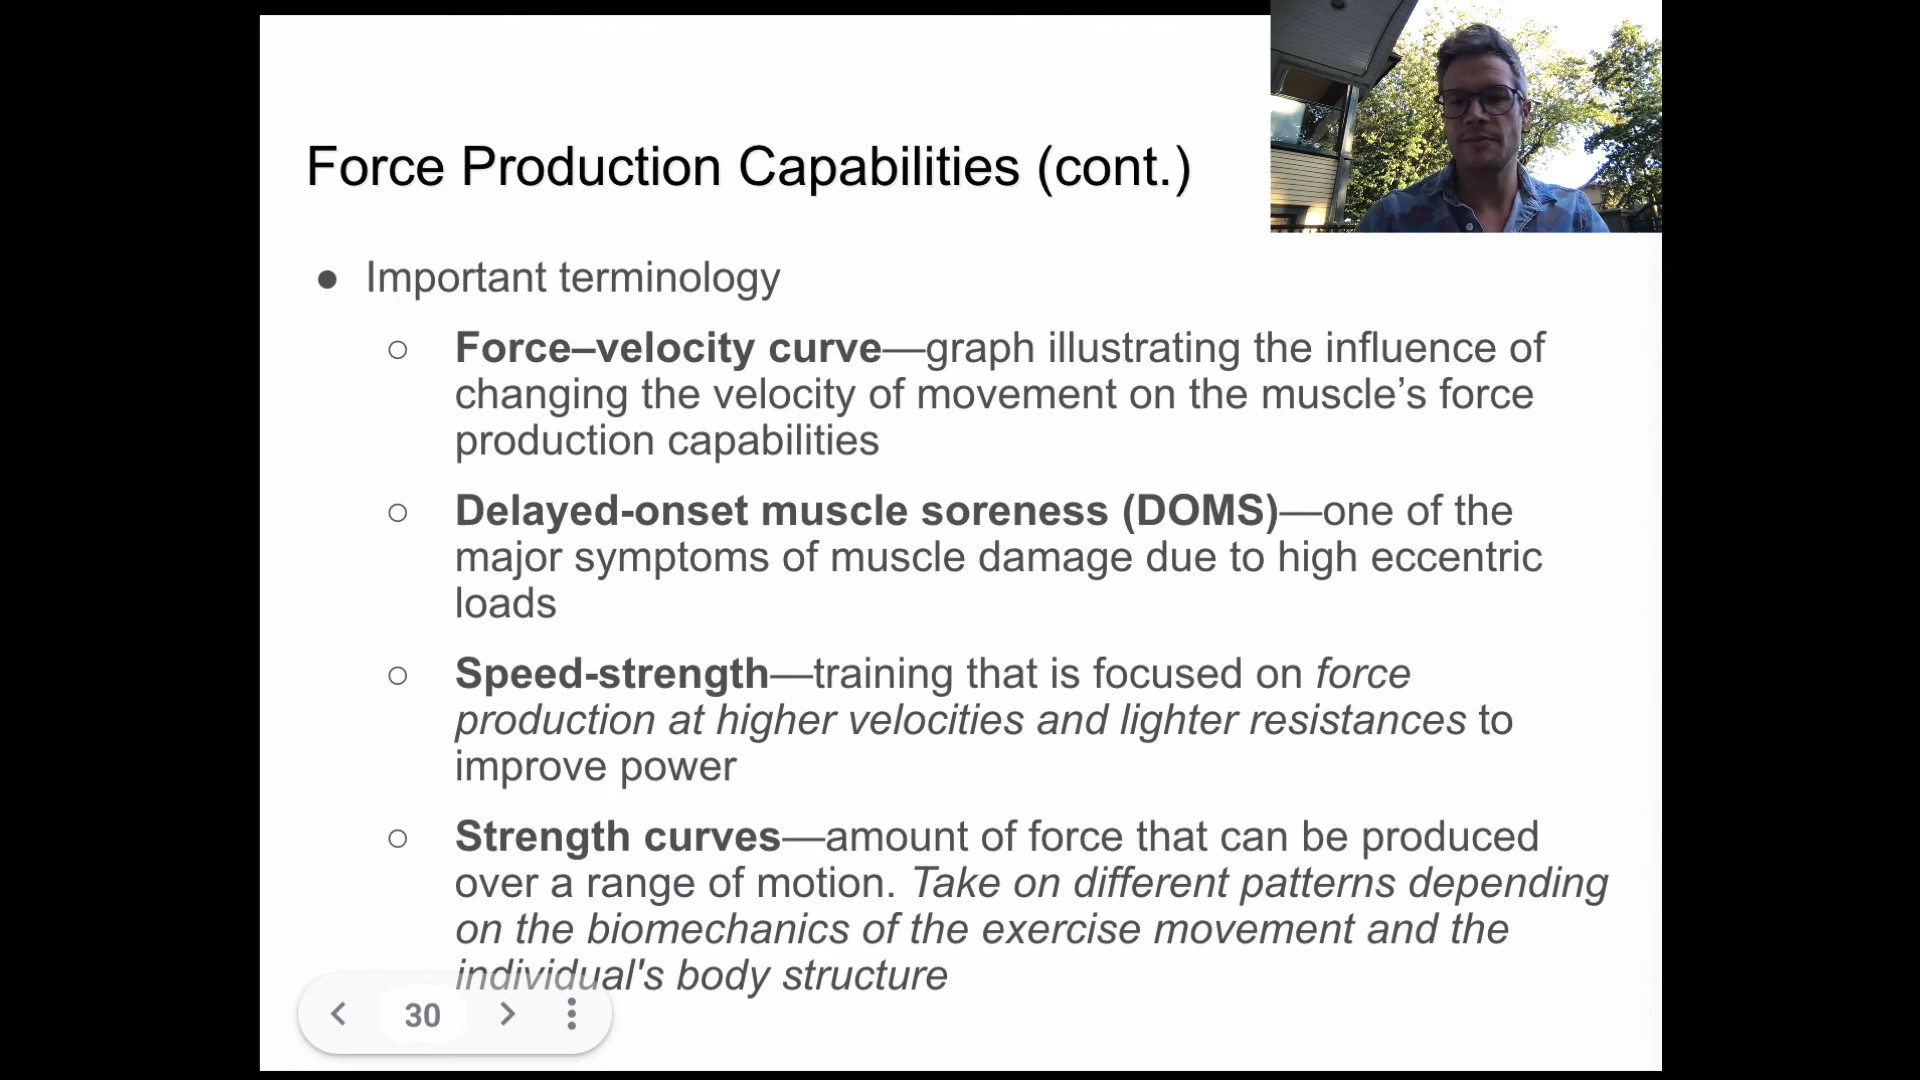 Force Production Capabilities (cont.)
● Important terminology
○ Force–velocity curve—graph illustrating the influence of
changing the velocity of movement on the muscle’s force
production capabilities
○ Delayed-onset muscle soreness (DOMS)—one of the
major symptoms of muscle damage due to high eccentric
loads
○ Speed-strength—training that is focused on force
production at higher velocities and lighter resistances to
improve power
○ Strength curves—amount of force that can be produced
over a range of motion. Take on different patterns depending
on the biomechanics of the exercise movement and the
individual's body structure
30